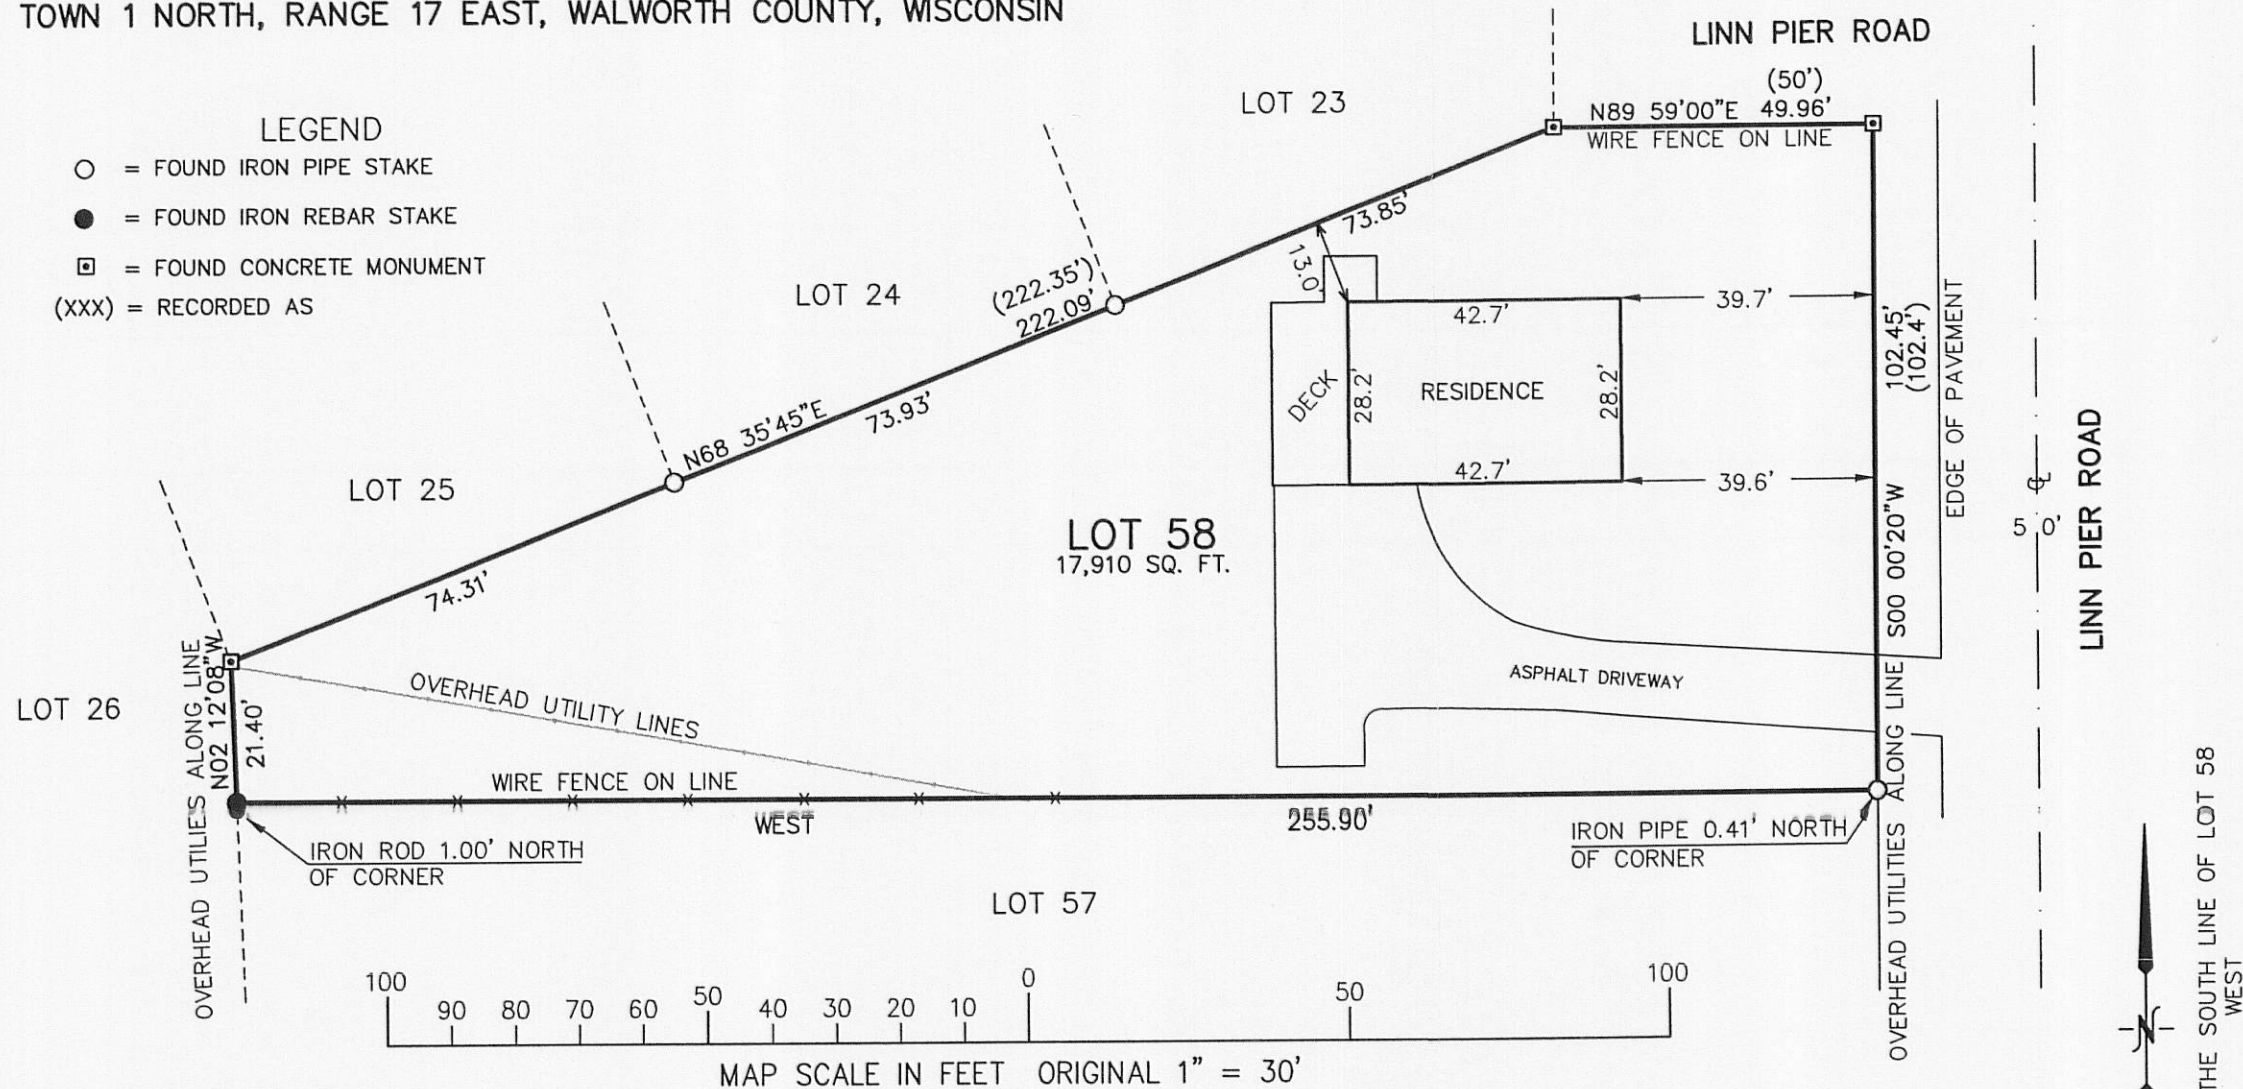 TOWN 1 NORTH, RANGE 17 EAST, WALWORTH COUNTY, WISCONSIN
LINN PIER ROAD
(50')
N89 59'00"E 49.96'
WIRE FENCE ON LINE
LOT 23
LEGEND
= FOUND IRON PIPE STAKE
= FOUND IRON REBAR STAKE
= FOUND CONCRETE MONUMENT
(XXX) = RECORDED AS
73.85'
13.0'
LOT 24
(222.35')
222.09'
N68 35'45"E
73.93'
LOT 25
74.31'
42.7'
39.7'
DECK
28.2'
RESIDENCE
28.2'
42.7'
39.6'
102.45'
(102.4')
EDGE OF PAVEMENT
S00 00'20"W
5 0'
LINN PIER ROAD
LOT 58
17,910 SQ. FT.
ASPHALT DRIVEWAY
LOT 26
OVERHEAD UTILIES ALONG LINE
N02 12'08"W
21.40'
OVERHEAD UTILITY LINES
WIRE FENCE ON LINE
WEST
255.90'
IRON ROD 1.00' NORTH
OF CORNER
IRON PIPE 0.41' NORTH
OF CORNER
OVERHEAD UTILITIES ALONG LINE
LOT 57
100 90 80 70 60 50 40 30 20 10 0 50 100
MAP SCALE IN FEET ORIGINAL 1" = 30'
N
THE SOUTH LINE OF LOT 58
WEST